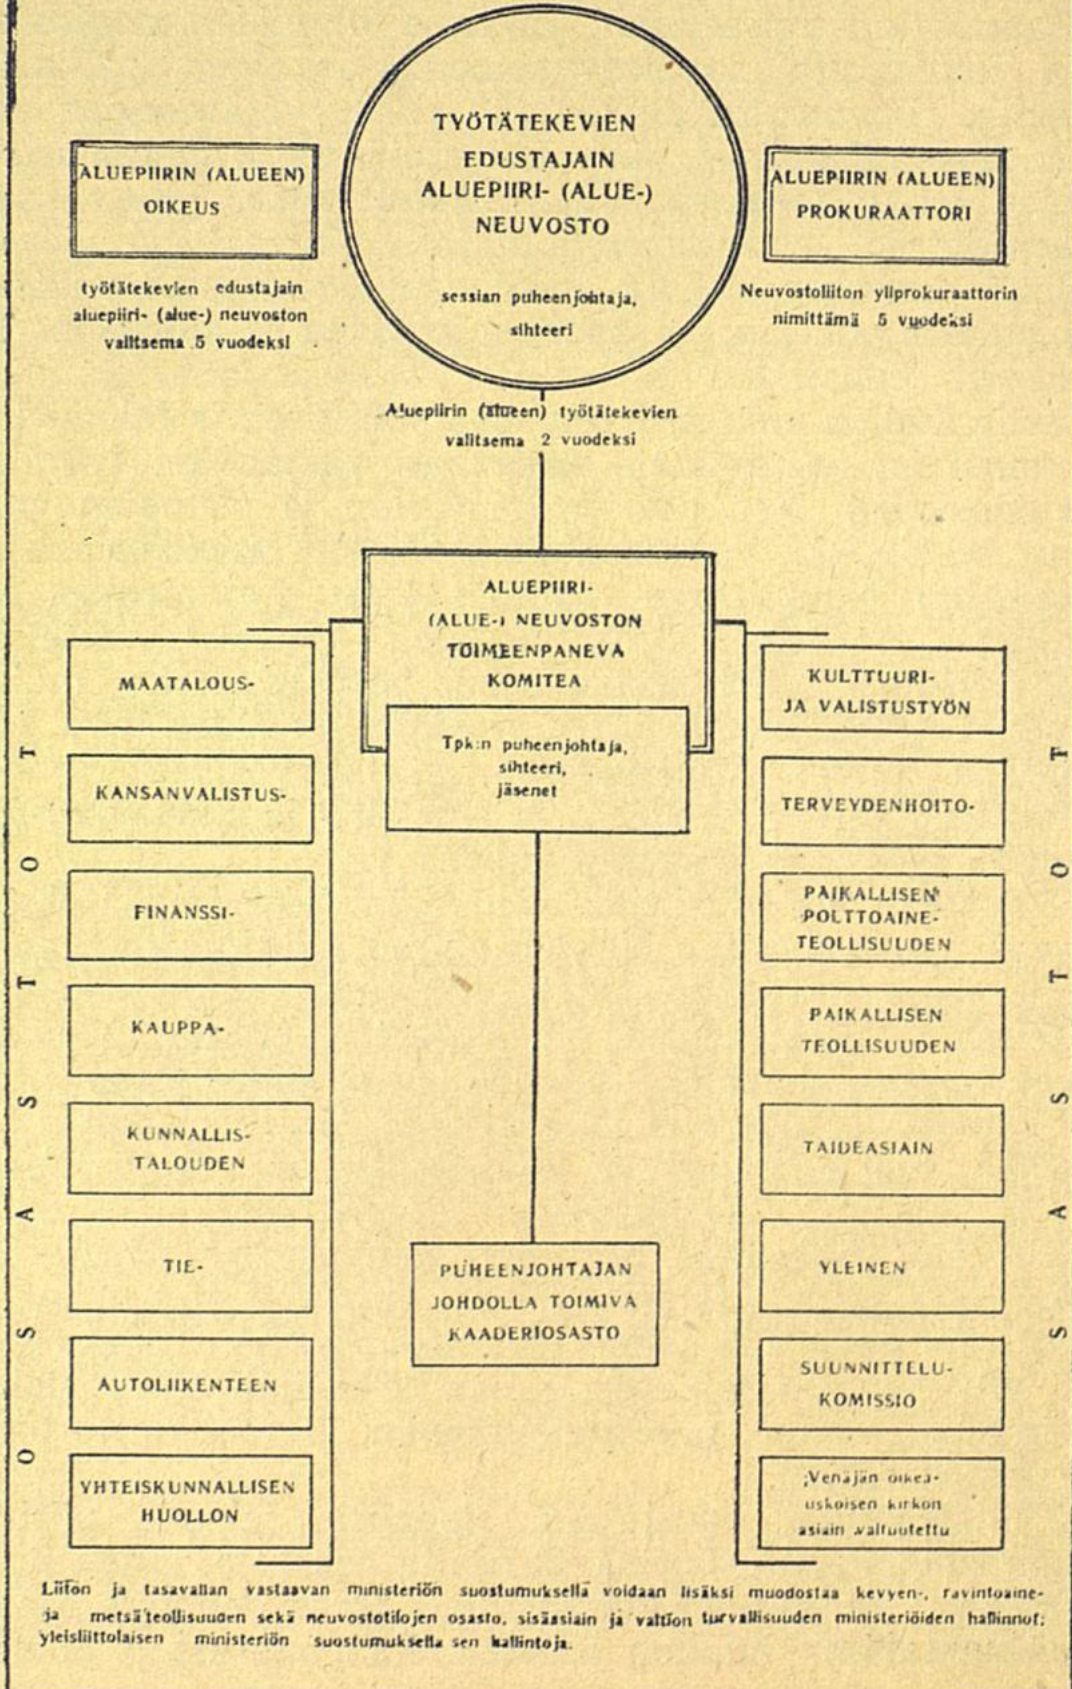 TYÖTÄTEKEVIEN
EDUSTAJAIN
ALUEPIIRI- (ALUE-)
NEUVOSTO
sessian puheenjohtaja,
sihteeri
ALUEPIIRIN (ALUEEN)
OIKEUS
työtätekevien edustajain
aluepiiri- (alue-) neuvoston
valitsema 5 vuodeksi
ALUEPIIRIN (ALUEEN)
PROKURAATTORI
Neuvostoliiton yliprokuraattorin
nimittämä 5 vuodeksi
Aluepiirin (alueen) työtätekevien
valitsema 2 vuodeksi
ALUEPIIRI-
(ALUE-) NEUVOSTON
TOIMEENPANEVA
KOMITEA
Tpk:n puheenjohtaja,
sihteeri,
jäsenet
PUHEENJOHTAJAN
JOHDOLLA TOIMIVA
KAADERIOSASTO
OSASTOT
MAATALOUS-
KANSANVALISTUS-
FINANSSI-
KAUPPA-
KUNNALLIS-
TALOUDEN
TIE-
AUTOLIIKENTEEN
YHTEISKUNNALLISEN
HUOLLON
KULTTUURI-
JA VALISTUSTYÖN
TERVEYDENHOITO-
PAIKALLISEN
POLTTOAINE-
TEOLLISUUDEN
PAIKALLISEN
TEOLLISUUDEN
TAIDEASIAIN
YLEINEN
SUUNNITTELU-
KOMISSIO
Venäjän oikea-
uskoisen kirkon
asiain valtuutettu
SASTOT
Liiton ja tasavallan vastaavan ministeriön suostumuksella voidaan lisäksi muodostaa kevyen-, ravintoaine-
ja metsäteollisuuden sekä neuvostotilojen osasto, sisäasiain ja valtion turvallisuuden ministeriöiden hallinnot;
yleisliittolaisen ministeriön suostumuksella sen hallintoja.